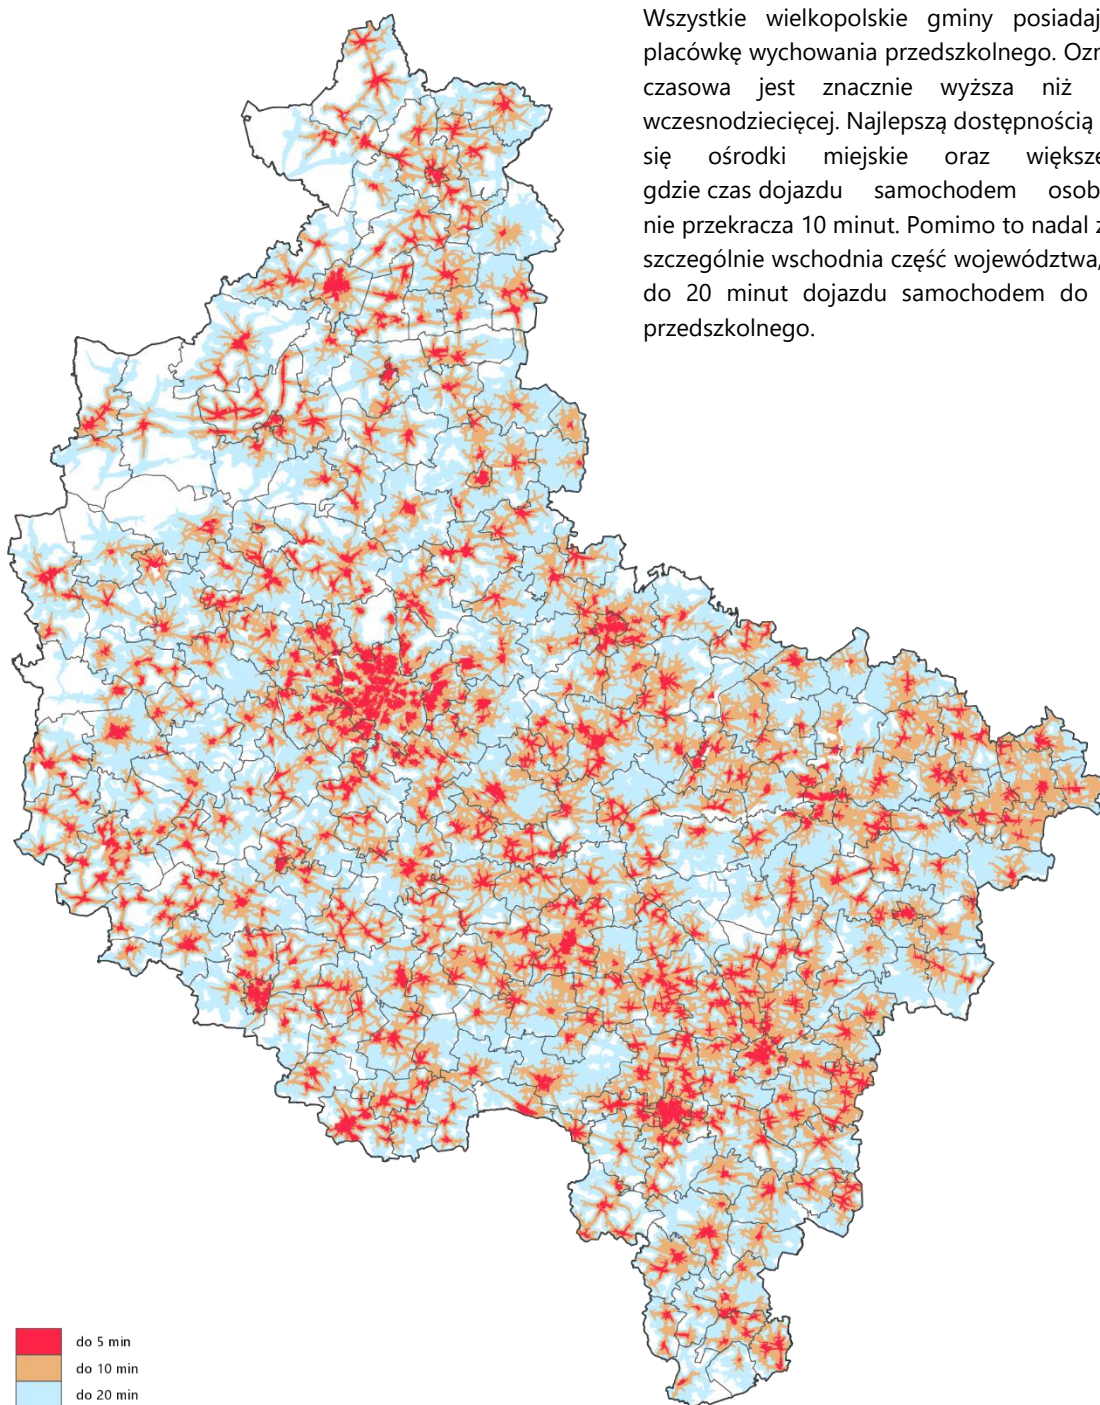 Wszystkie wielkopolskie gminy posiadaj
placówkę wychowania przedszkolnego. Ozn
czasowa jest znacznie wyższa niż
wczesnodziecięcej. Najlepszą dostępnością
się ośrodki miejskie oraz większe
gdzie czas dojazdu samochodem osob
nie przekracza 10 minut. Pomimo to nadal z
szczególnie wschodnia część województwa,
do 20 minut dojazdu samochodem do
przedszkolnego.
do 5 min
do 10 min
do 20 min